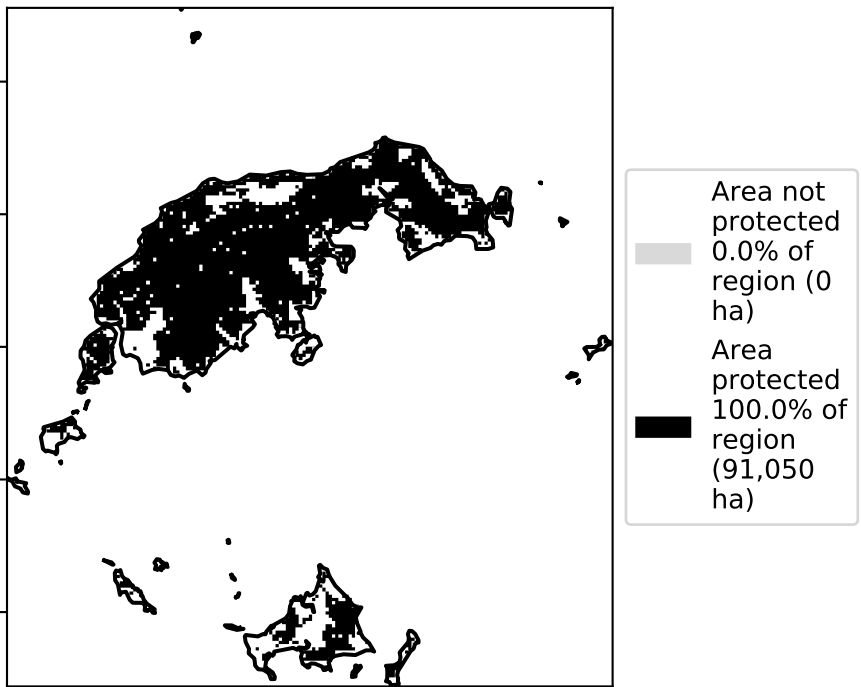 Area not
protected
0.0% of
region (0
ha)
Area
protected
100.0% of
region
(91,050
ha)